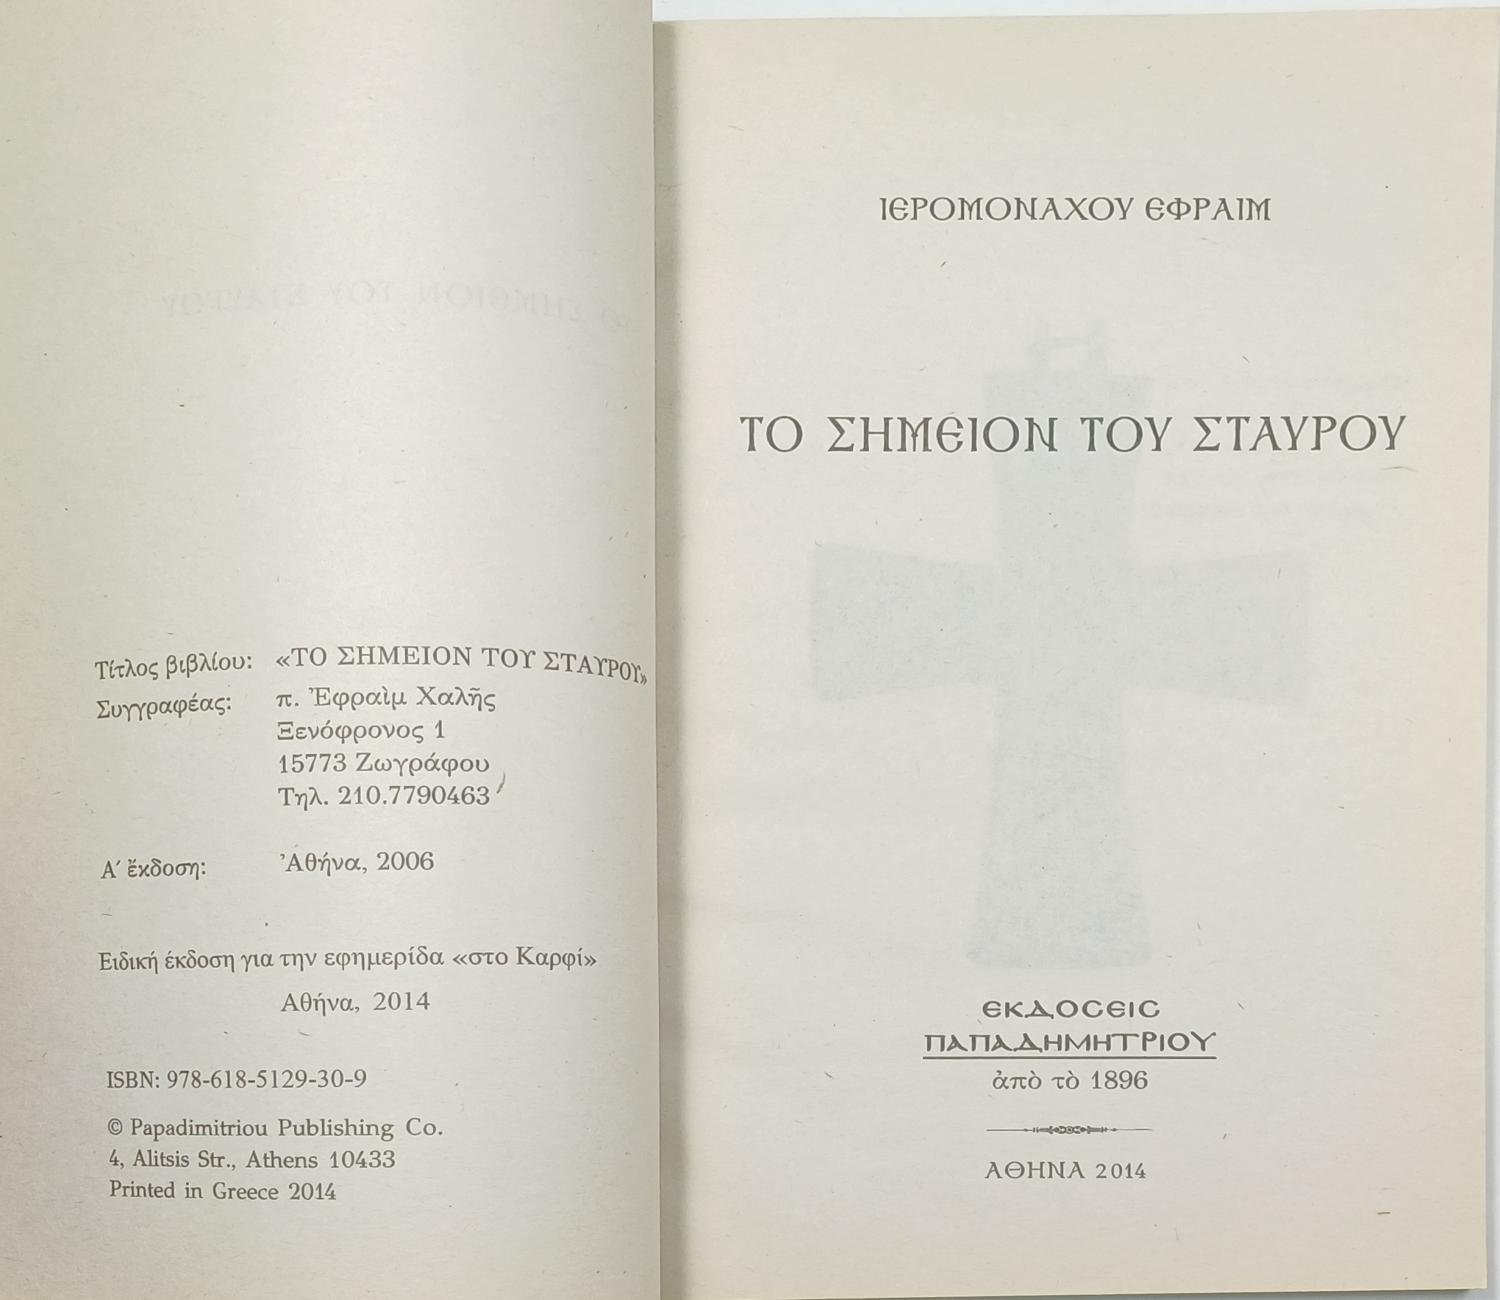 Τίτλος βιβλίου: «ΤΟ ΣΗΜΕΙΟΝ ΤΟΥ ΣΤΑΥΡΟΥ»
Συγγραφέας: π. Ἐφραὶμ Χαλῆς
Ξενόφρονος 1
15773 Ζωγράφου
Τηλ. 210.7790463
Α΄ ἔκδοση: Ἀθήνα, 2006
Ειδική έκδοση για την εφημερίδα «στο Καρφί»
Αθήνα, 2014
ISBN: 978-618-5129-30-9
© Papadimitriou Publishing Co.
4, Alitsis Str., Athens 10433
Printed in Greece 2014
ΙΕΡΟΜΟΝΑΧΟΥ ΕΦΡΑΙΜ
ΤΟ ΣΗΜΕΙΟΝ ΤΟΥ ΣΤΑΥΡΟΥ
ΕΚΔΟΣΕΙΣ
ΠΑΠΑΔΗΜΗΤΡΙΟΥ
ἀπὸ τὸ 1896
ΑΘΗΝΑ 2014